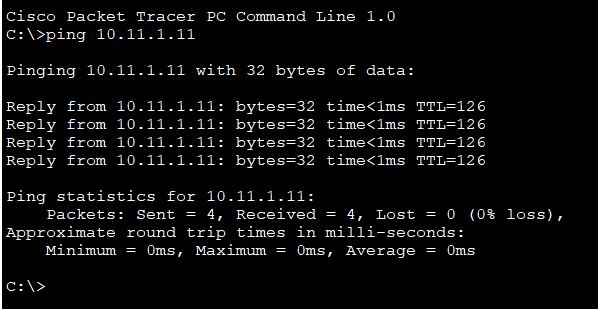 Cisco Packet Tracer PC Command Line 1.0
C:\>ping 10.11.1.11
Pinging 10.11.1.11 with 32 bytes of data:
Reply from 10.11.1.11: bytes=32 time<1ms TTL=126
Reply from 10.11.1.11: bytes=32 time<1ms TTL=126
Reply from 10.11.1.11: bytes=32 time<1ms TTL=126
Reply from 10.11.1.11: bytes=32 time<1ms TTL=126
Ping statistics for 10.11.1.11:
    Packets: Sent = 4, Received = 4, Lost = 0 (0% loss),
Approximate round trip times in milli-seconds:
    Minimum = 0ms, Maximum = 0ms, Average = 0ms
C:\>